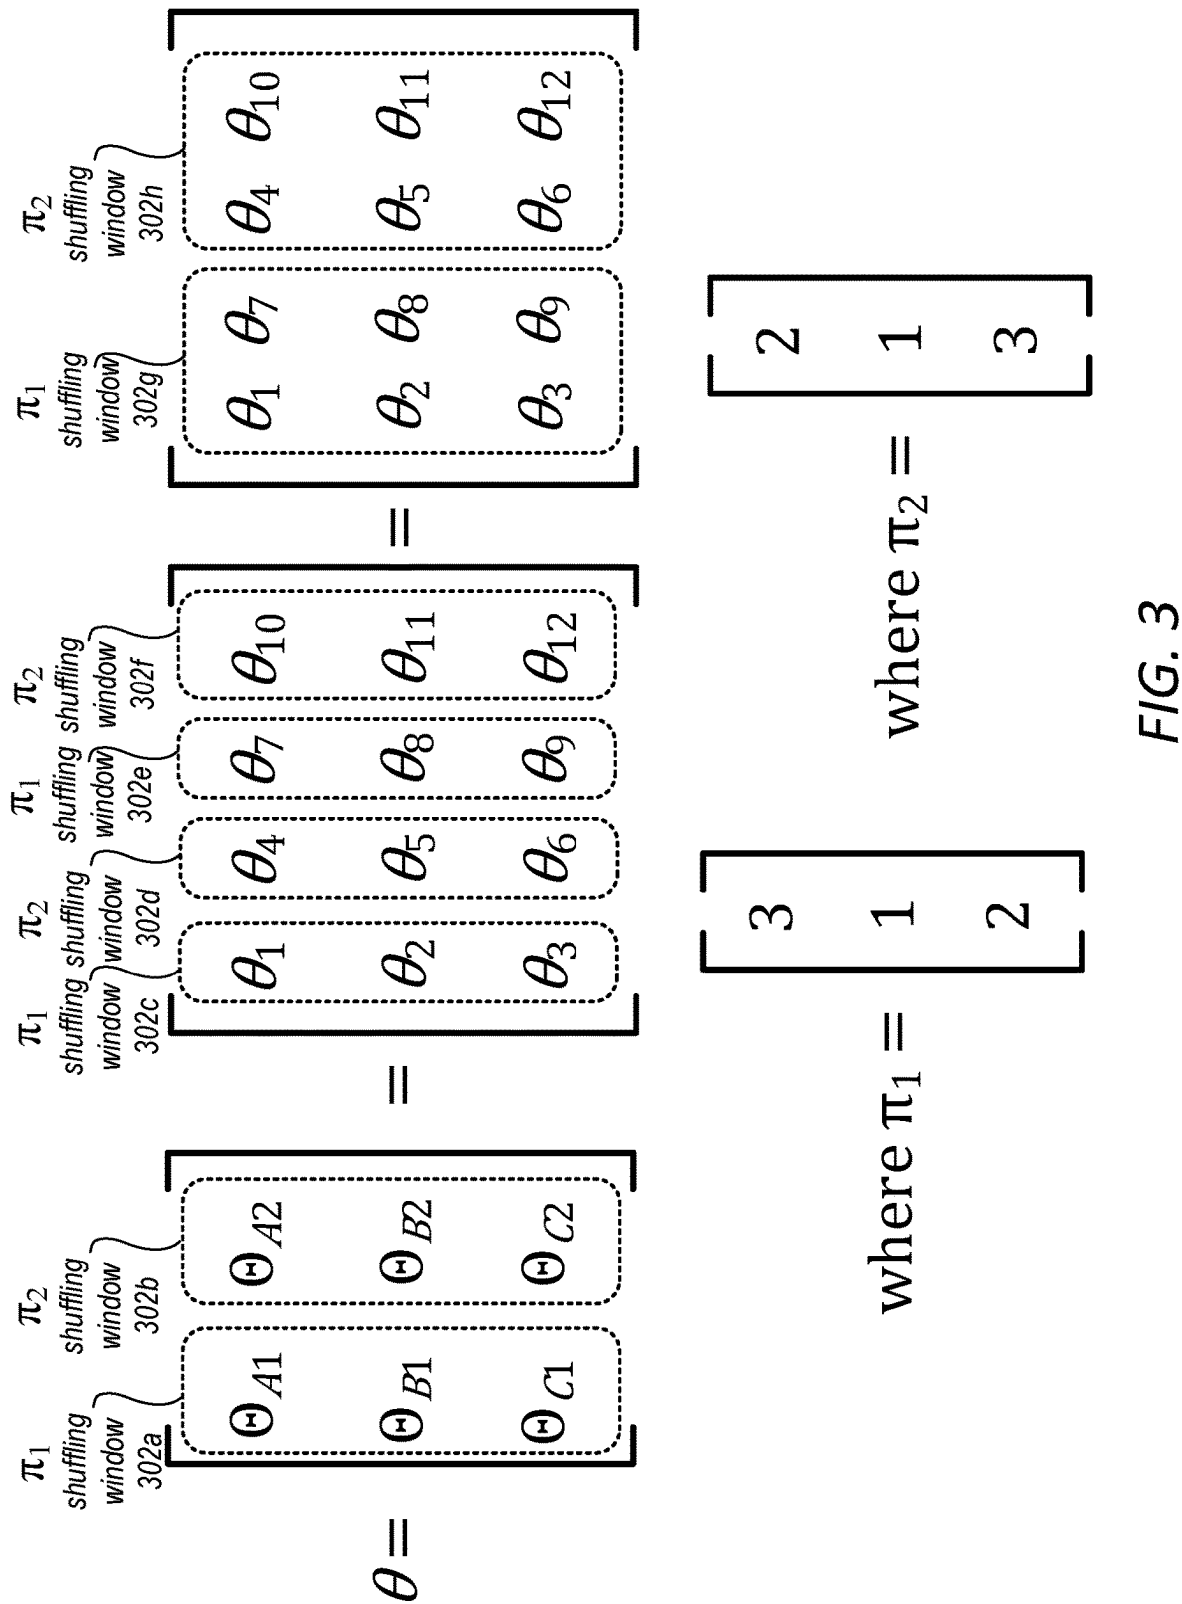 π1 shuffling window 302a
π2 shuffling window 302b
π1 shuffling window 302c
π2 shuffling window 302d
π1 shuffling window 302e
π2 shuffling window 302f
π1 shuffling window 302g
π2 shuffling window 302h
θ = [ΘA1 ΘA2] = [θ1 θ4 θ7 θ10] = [θ1 θ7 θ4 θ10]
ΘB1 ΘB2 θ2 θ5 θ8 θ11 θ2 θ8 θ5 θ11
ΘC1 ΘC2 θ3 θ6 θ9 θ12 θ3 θ9 θ6 θ12
where π1 = [3 1 2]
where π2 = [2 1 3]
FIG. 3